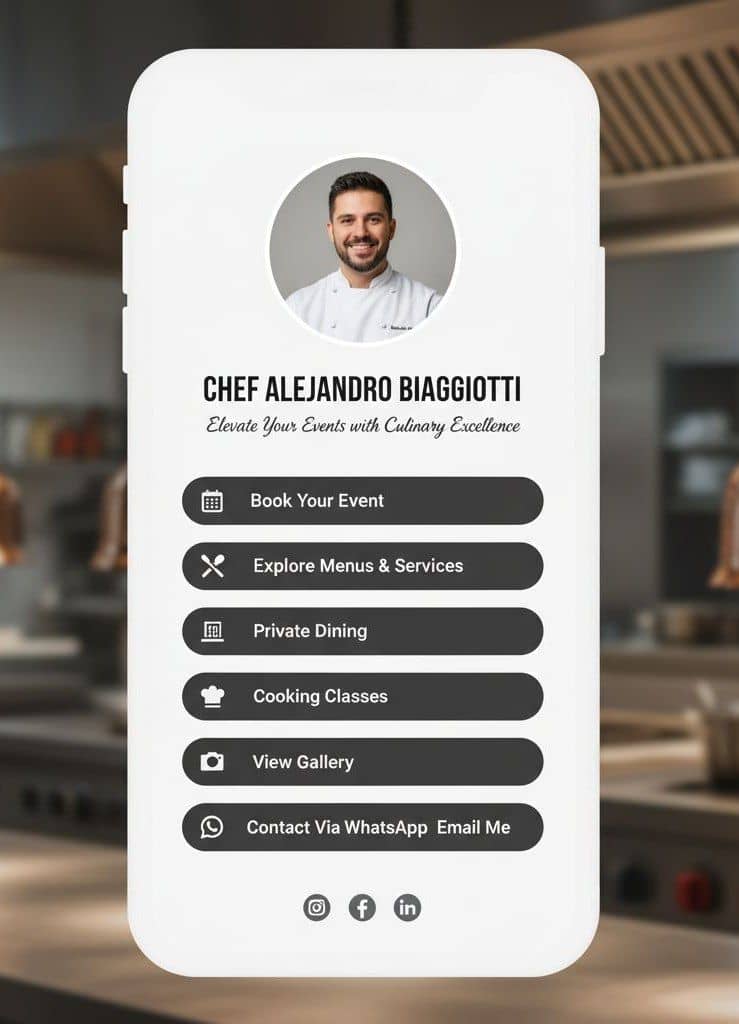 CHEF ALEJANDRO BIAGGIOTTI
Elevate Your Events with Culinary Excellence
Book Your Event
Explore Menus & Services
Private Dining
Cooking Classes
View Gallery
Contact Via WhatsApp Email Me
in